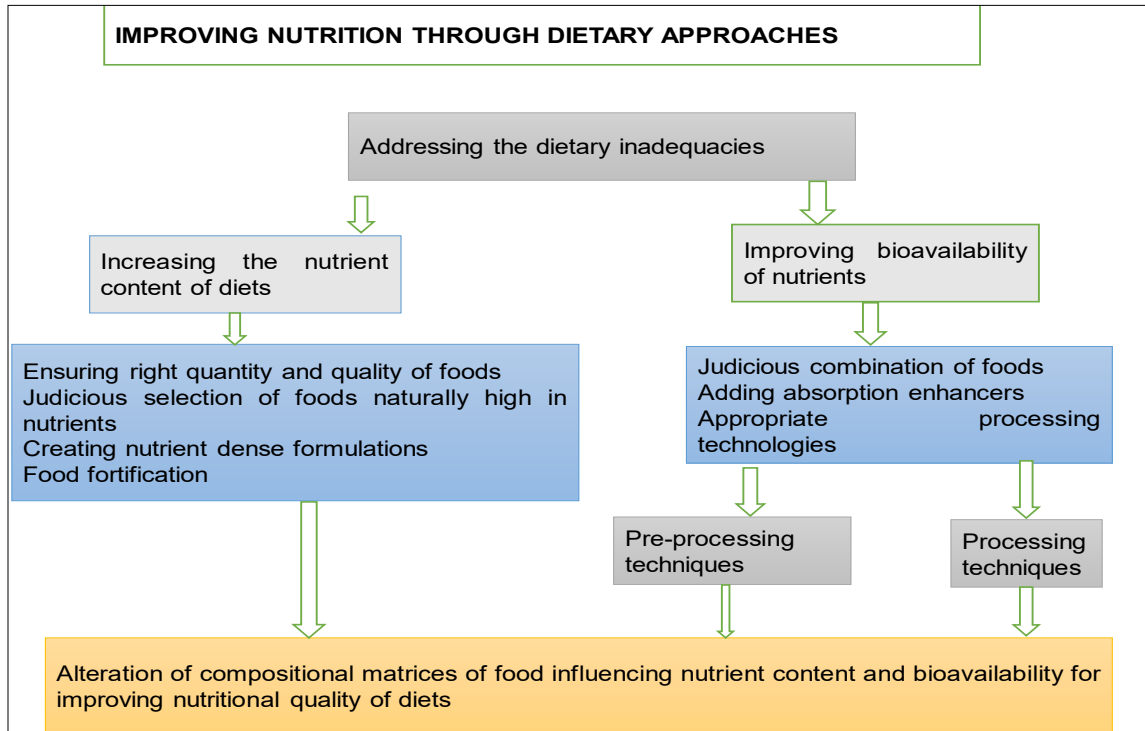 IMPROVING NUTRITION THROUGH DIETARY APPROACHES
Addressing the dietary inadequacies
Increasing the nutrient
content of diets
Improving bioavailability
of nutrients
Ensuring right quantity and quality of foods
Judicious selection of foods naturally high in
nutrients
Creating nutrient dense formulations
Food fortification
Judicious combination of foods
Adding absorption enhancers
Appropriate processing
technologies
Pre-processing
techniques
Processing
techniques
Alteration of compositional matrices of food influencing nutrient content and bioavailability for
improving nutritional quality of diets